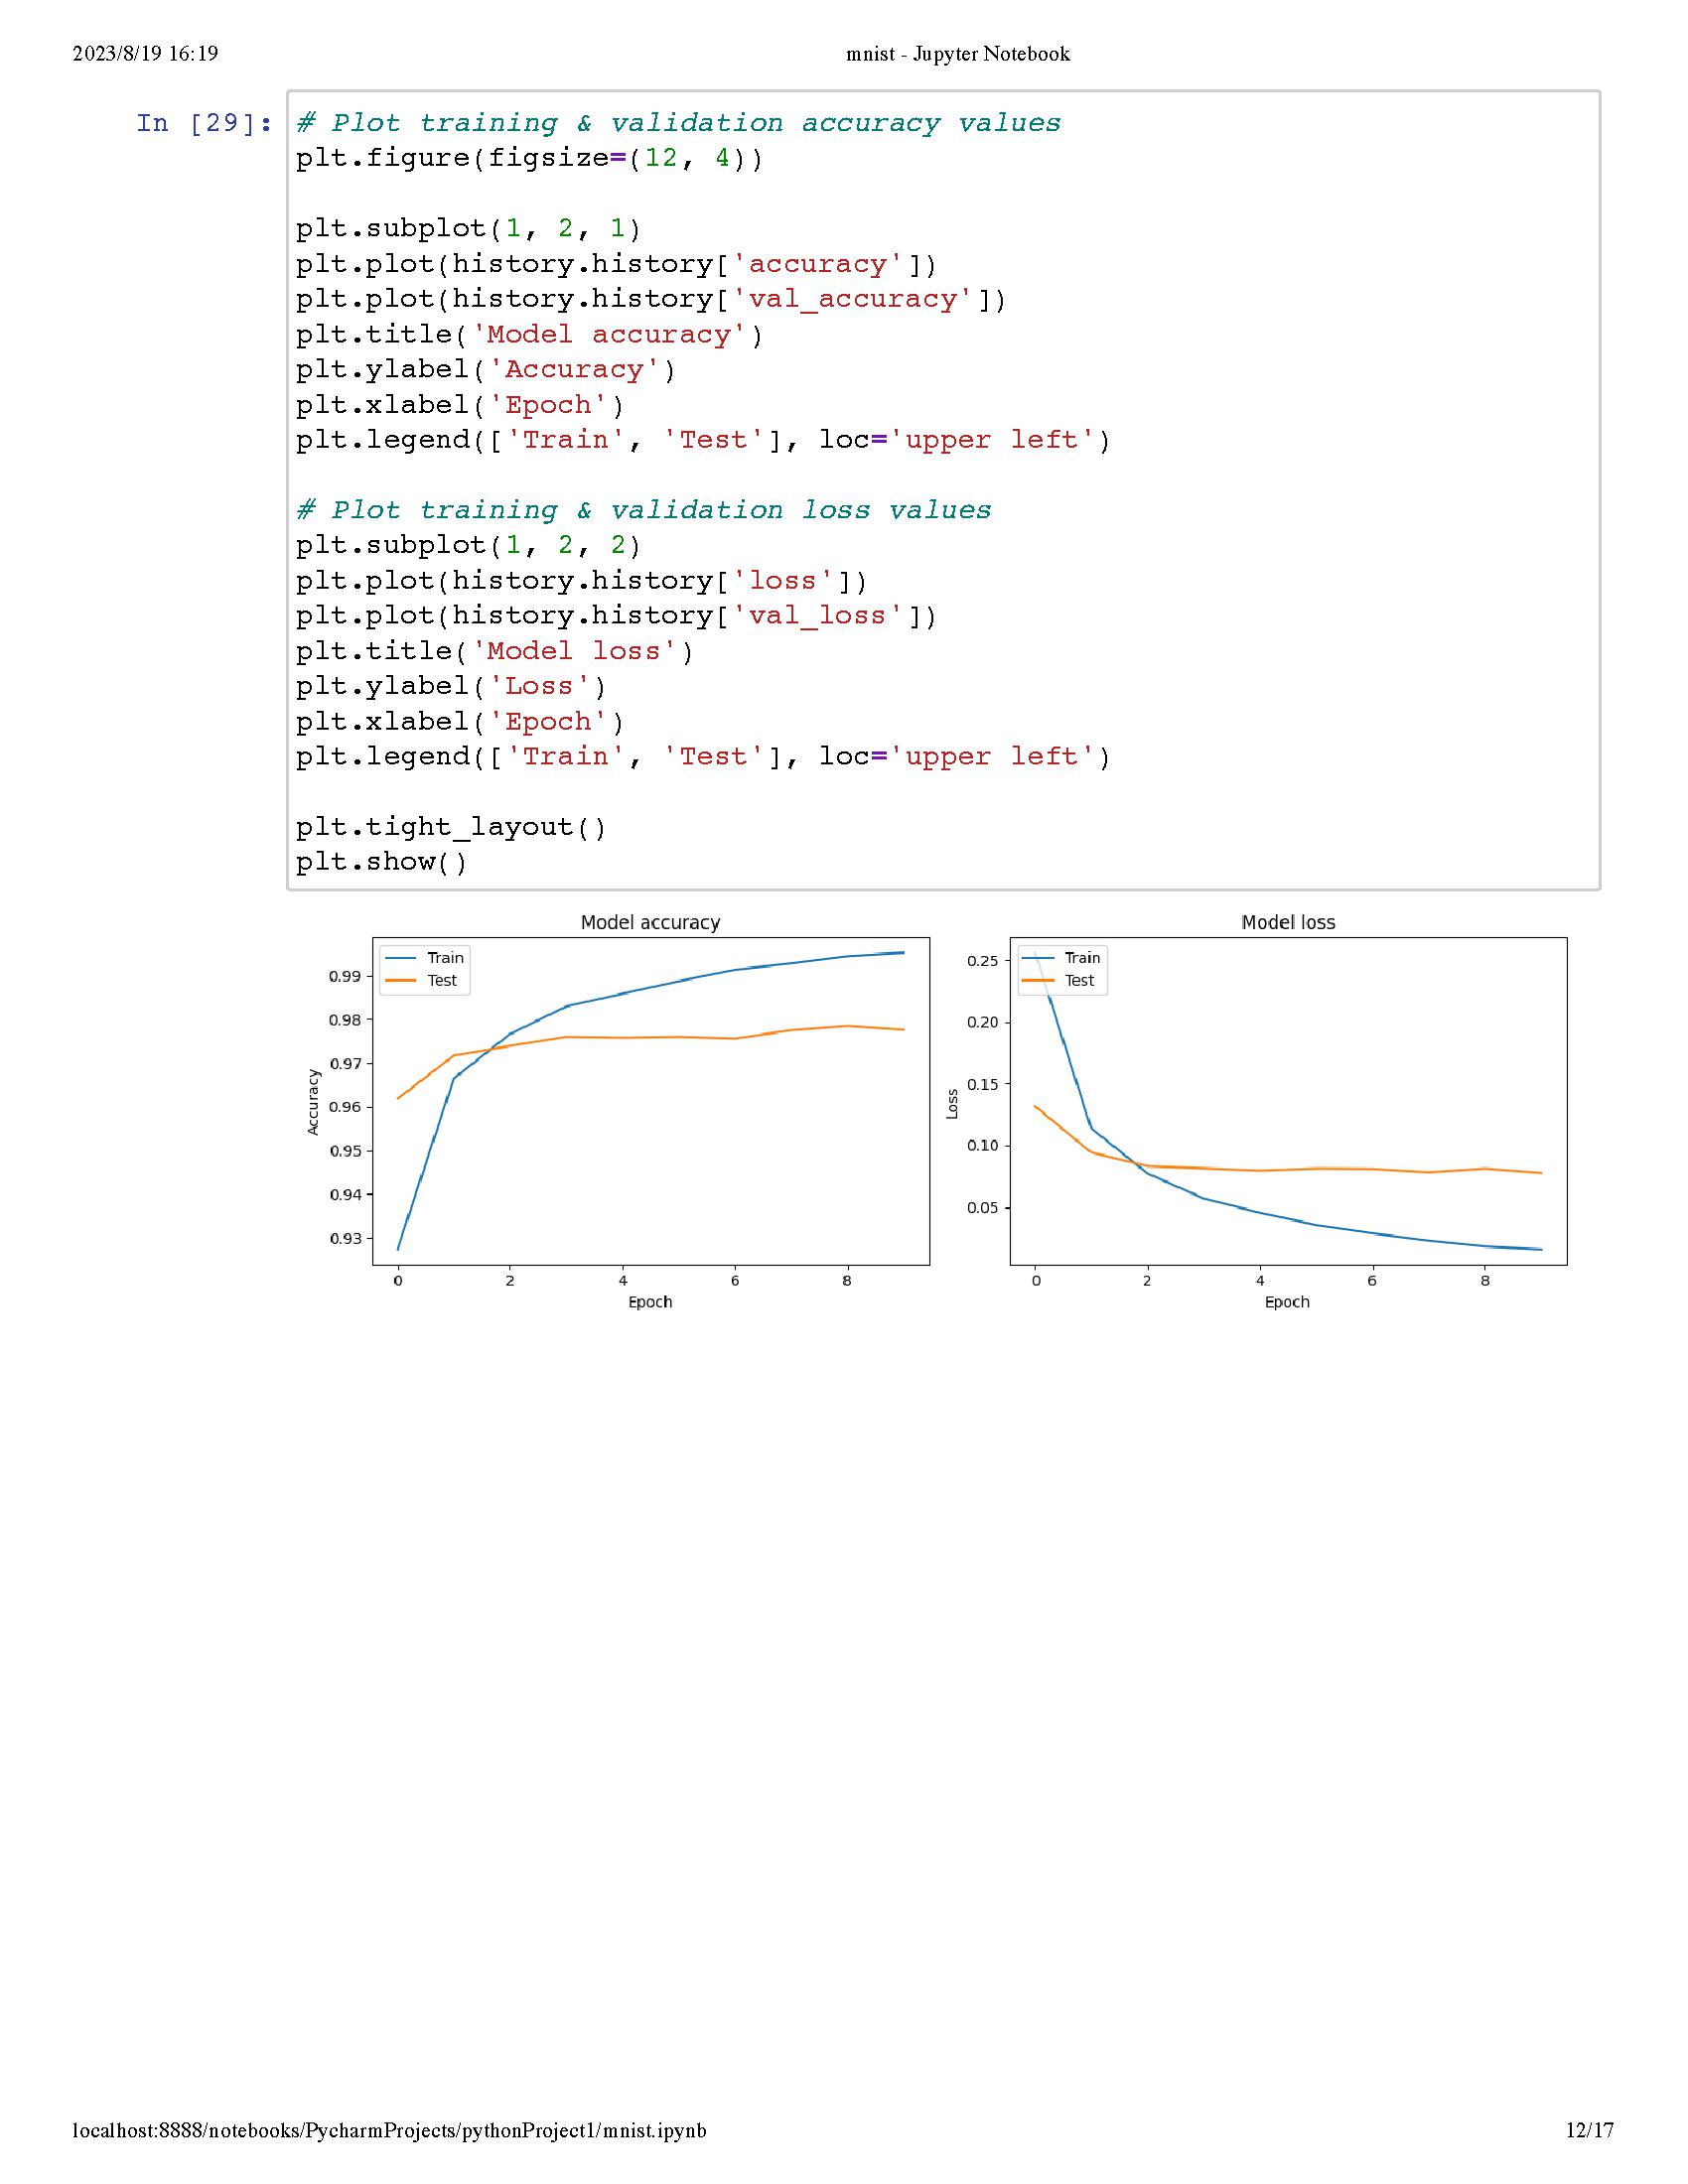 2023/8/19 16:19 mnist - Jupyter Notebook
In [29]: # Plot training & validation accuracy values
plt.figure(figsize=(12, 4))
plt.subplot(1, 2, 1)
plt.plot(history.history['accuracy'])
plt.plot(history.history['val_accuracy'])
plt.title('Model accuracy')
plt.ylabel('Accuracy')
plt.xlabel('Epoch')
plt.legend(['Train', 'Test'], loc='upper left')
# Plot training & validation loss values
plt.subplot(1, 2, 2)
plt.plot(history.history['loss'])
plt.plot(history.history['val_loss'])
plt.title('Model loss')
plt.ylabel('Loss')
plt.xlabel('Epoch')
plt.legend(['Train', 'Test'], loc='upper left')
plt.tight_layout()
plt.show()
Model accuracy
Train
Test
0.99
0.98
0.97
0.96
0.95
0.94
0.93
Accuracy
0 2 4 6 8
Epoch
Model loss
Train
Test
0.25
0.20
0.15
0.10
0.05
Loss
0 2 4 6 8
Epoch
localhost:8888/notebooks/PycharmProjects/pythonProject1/mnist.ipynb 12/17